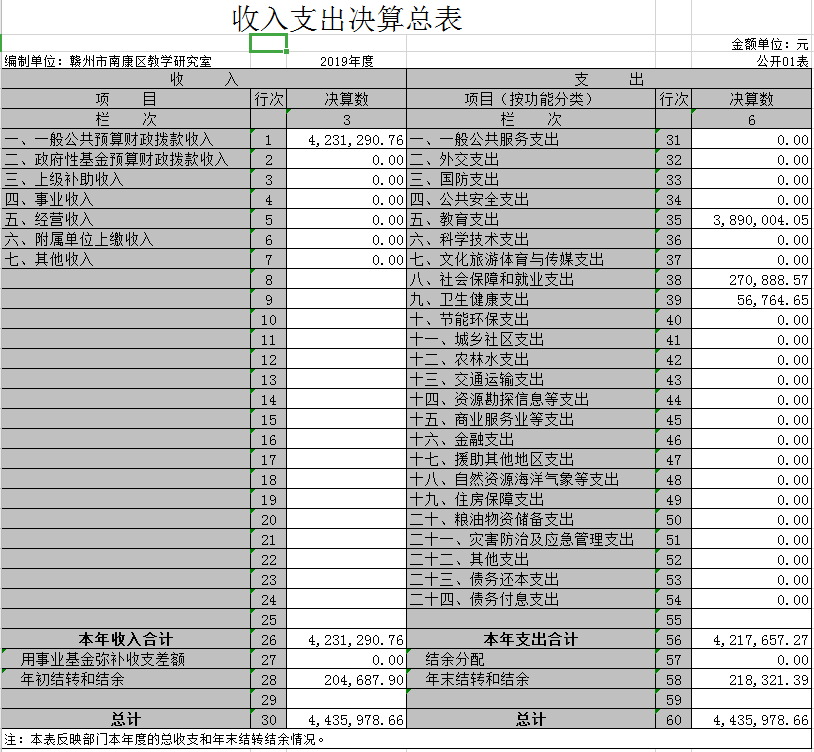 收入支出决算总表
金额单位：元
编制单位：赣州市南康区教学研究室 2019年度 公开01表
收 入 支 出
项 目 行次 决算数 项目（按功能分类） 行次 决算数
栏 次 3 栏 次 6
一、一般公共预算财政拨款收入 1 4,231,290.76 一、一般公共服务支出 31 0.00
二、政府性基金预算财政拨款收入 2 0.00 二、外交支出 32 0.00
三、上级补助收入 3 0.00 三、国防支出 33 0.00
四、事业收入 4 0.00 四、公共安全支出 34 0.00
五、经营收入 5 0.00 五、教育支出 35 3,890,004.05
六、附属单位上缴收入 6 0.00 六、科学技术支出 36 0.00
七、其他收入 7 0.00 七、文化旅游体育与传媒支出 37 0.00
8 八、社会保障和就业支出 38 270,888.57
9 九、卫生健康支出 39 56,764.65
10 十、节能环保支出 40 0.00
11 十一、城乡社区支出 41 0.00
12 十二、农林水支出 42 0.00
13 十三、交通运输支出 43 0.00
14 十四、资源勘探信息等支出 44 0.00
15 十五、商业服务业等支出 45 0.00
16 十六、金融支出 46 0.00
17 十七、援助其他地区支出 47 0.00
18 十八、自然资源海洋气象等支出 48 0.00
19 十九、住房保障支出 49 0.00
20 二十、粮油物资储备支出 50 0.00
21 二十一、灾害防治及应急管理支出 51 0.00
22 二十二、其他支出 52 0.00
23 二十三、债务还本支出 53 0.00
24 二十四、债务付息支出 54 0.00
25 55
本年收入合计 26 4,231,290.76 本年支出合计 56 4,217,657.27
用事业基金弥补收支差额 27 0.00 结余分配 57 0.00
年初结转和结余 28 204,687.90 年末结转和结余 58 218,321.39
29 59
总计 30 4,435,978.66 总计 60 4,435,978.66
注：本表反映部门本年度的总收支和年末结转结余情况。